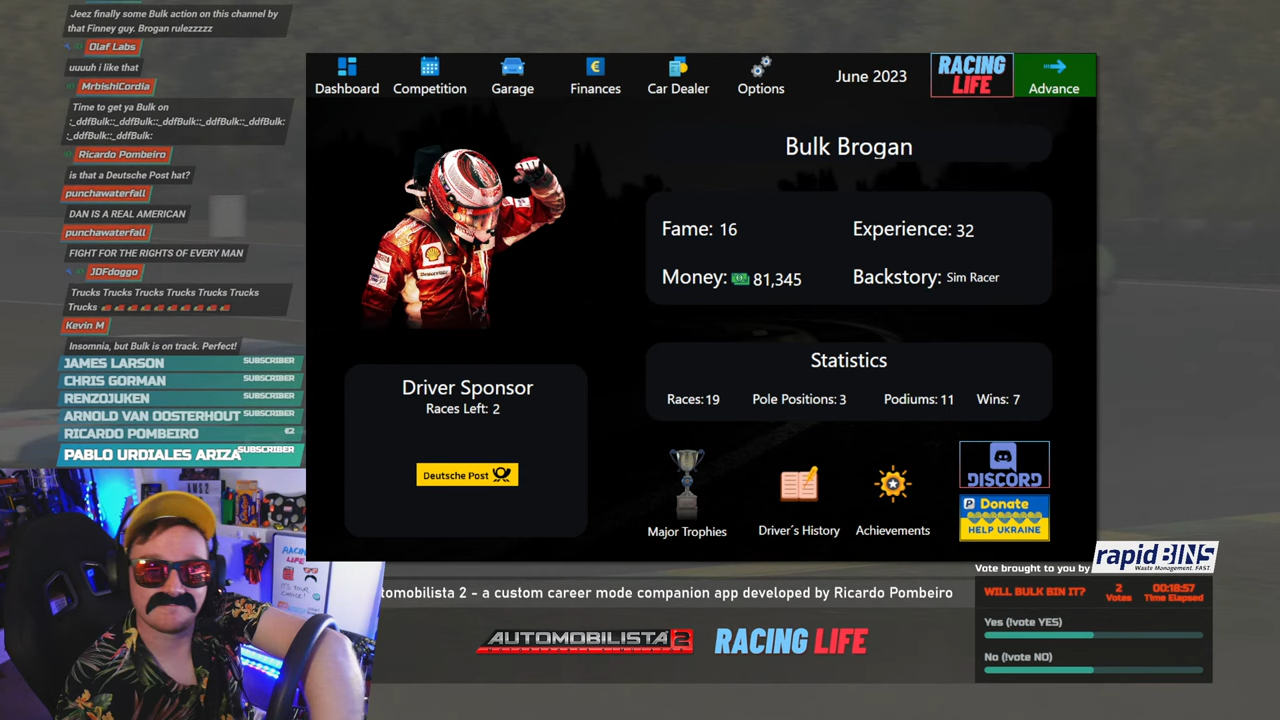 Jeez finally some Bulk action on this channel by
that Finney guy. Brogan rulezzzzz
Olaf Labs
uuuuh i like that
MrbishiCordia
Time to get ya Bulk on
:_ddfBulk::_ddfBulk::_ddfBulk::_ddfBulk::_ddfBulk:
:_ddfBulk::_ddfBulk:
Ricardo Pombeiro
is that a Deutsche Post hat?
punchawaterfall
DAN IS A REAL AMERICAN
punchawaterfall
FIGHT FOR THE RIGHTS OF EVERY MAN
JDFdoggo
Trucks Trucks Trucks Trucks Trucks Trucks
Trucks
Kevin M
Insomnia, but Bulk is on track. Perfect!
JAMES LARSON SUBSCRIBER
CHRIS GORMAN SUBSCRIBER
RENZOJUKEN SUBSCRIBER
ARNOLD VAN OOSTERHOUT SUBSCRIBER
RICARDO POMBEIRO €2
PABLO URDIALES ARIZA SUBSCRIBER
Dashboard
Competition
Garage
Finances
Car Dealer
Options
June 2023
RACING
LIFE
Advance
Bulk Brogan
Fame: 16
Experience: 32
Money: 81,345
Backstory: Sim Racer
Statistics
Races: 19
Pole Positions: 3
Podiums: 11
Wins: 7
Driver Sponsor
Races Left: 2
Deutsche Post
Major Trophies
Driver´s History
Achievements
DISCORD
Donate
HELP UKRAINE
AMS2
RACING
LIFE
IT'S YOUR
CHOICE!
tomobilista 2 - a custom career mode companion app developed by Ricardo Pombeiro
AUTOMOBILISTA 2
RACING LIFE
Vote brought to you by
rapidBINS
Waste Management. FAST.
WILL BULK BIN IT?
2
Votes
00:18:57
Time Elapsed
Yes (!vote YES)
No (!vote NO)